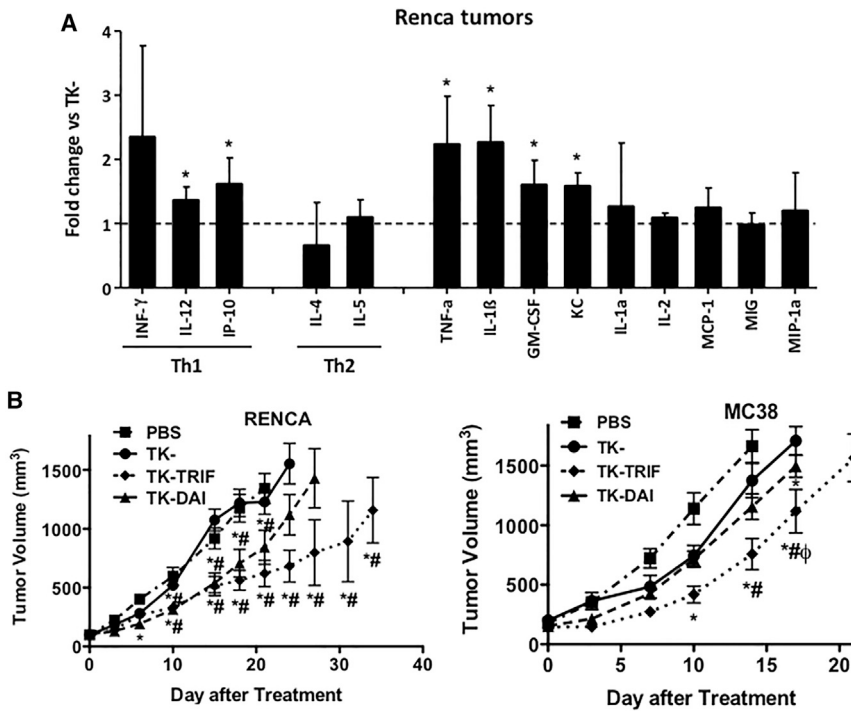 A
Renca tumors
Fold change vs TK-
4
3
2
1
0
* * * * * *
INF-γ IL-12 IP-10 IL-4 IL-5 TNF-a IL-1ß GM-CSF KC IL-1a IL-2 MCP-1 MIG MIP-1a
Th1 Th2
B
RENCA
PBS
TK-
TK-TRIF
TK-DAI
Tumor Volume (mm³)
1500
1000
500
0
*#
*#
*#
*#
*#
*#
*#
*#
*#
*#
*#
*
*#
0 10 20 30 40
Day after Treatment
MC38
PBS
TK-
TK-TRIF
TK-DAI
Tumor Volume (mm³)
1500
1000
500
0
*
*#ϕ
*#
*
0 5 10 15 20
Day after Treatment